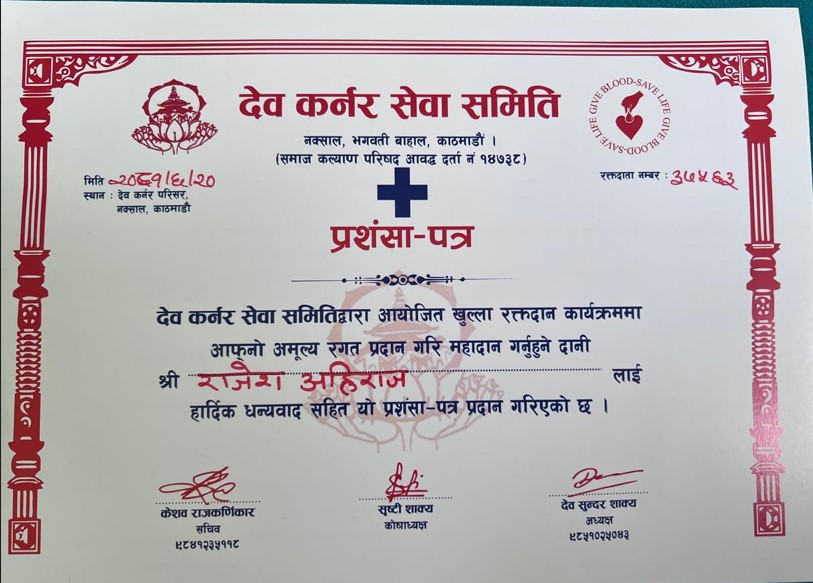 देव कर्नर सेवा समिति
नक्साल, भगवती बाहाल, काठमाडौं ।
(समाज कल्याण परिषद आवद्ध दर्ता नं १४७३८)
GIVE BLOOD-SAVE LIFE GIVE BLOOD-SAVE LIFE
मिति २०८१/६/२०
स्थान : देव कर्नर परिसर,
नक्साल, काठमाडौं
रक्तदाता नम्बर : ३५५६३
प्रशंसा-पत्र
देव कर्नर सेवा समितिद्वारा आयोजित खुल्ला रक्तदान कार्यक्रममा
आफ्नो अमूल्य रगत प्रदान गरि महादान गर्नुहुने दानी
श्री राजेश अहिराज लाई
हार्दिक धन्यवाद सहित यो प्रशंसा-पत्र प्रदान गरिएको छ ।
केशव राजकर्णिकार
सचिव
९८४१२३५११८
सृष्टी शाक्य
कोषाध्यक्ष
देव सुन्दर शाक्य
अध्यक्ष
९८५१०२५०४३